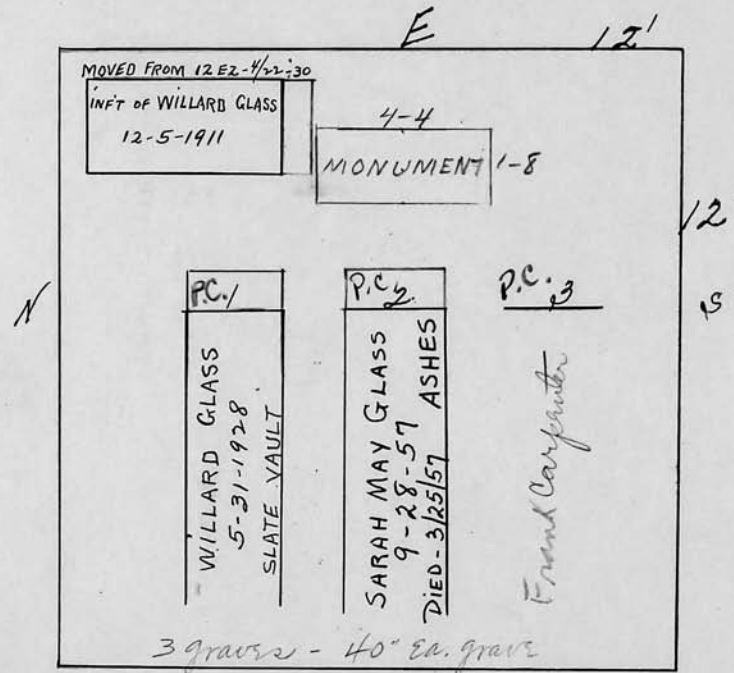 E
12'
MOVED FROM 12 EZ-4/22-30
INF'T OF WILLARD GLASS
12-5-1911
4-4
MONUMENT 1-8
12
N
S
P.C. 1
WILLARD GLASS
5-31-1928
SLATE VAULT
P.C. 2
SARAH MAY GLASS
9-28-57
ASHES
DIED-3/25/57
P.C. 3
Frank Carpenter
3 graves - 40" Ea. grave